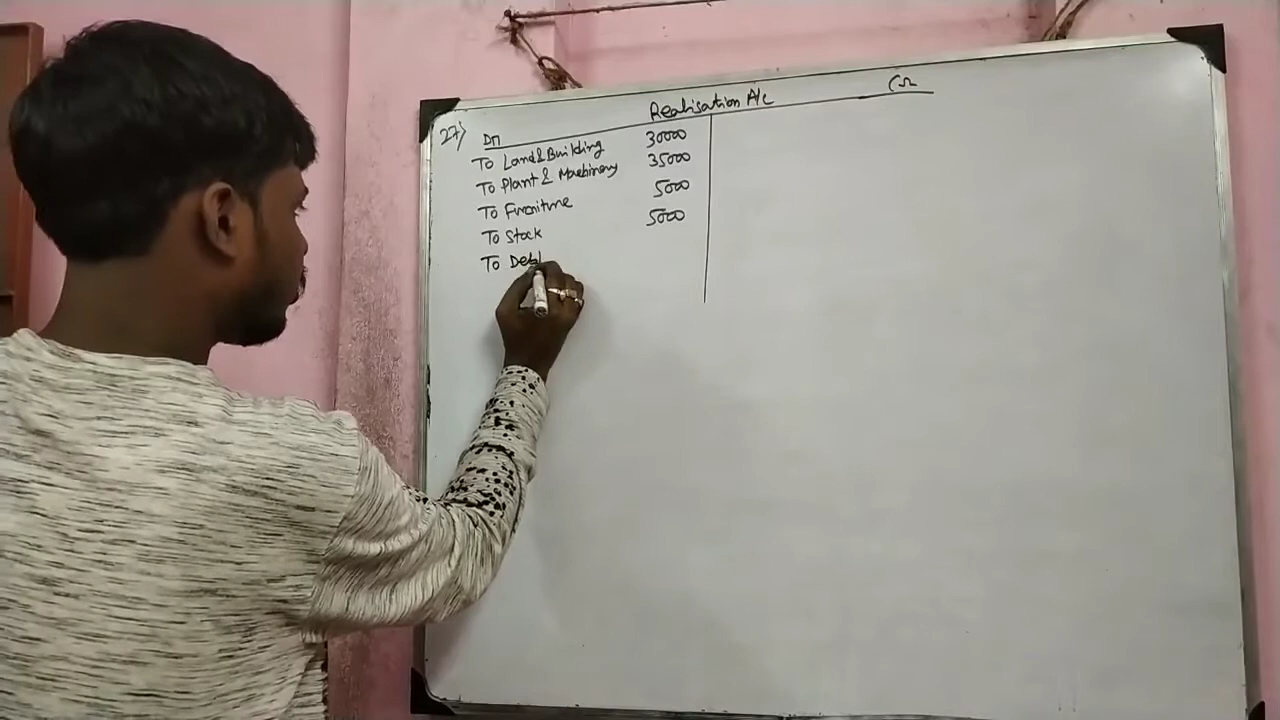 27) Realisation A/c
Dr Cr
To Land & Building 30000
To Plant & Machinery 35000
To Furniture 5000
To Stock 5000
To Deb